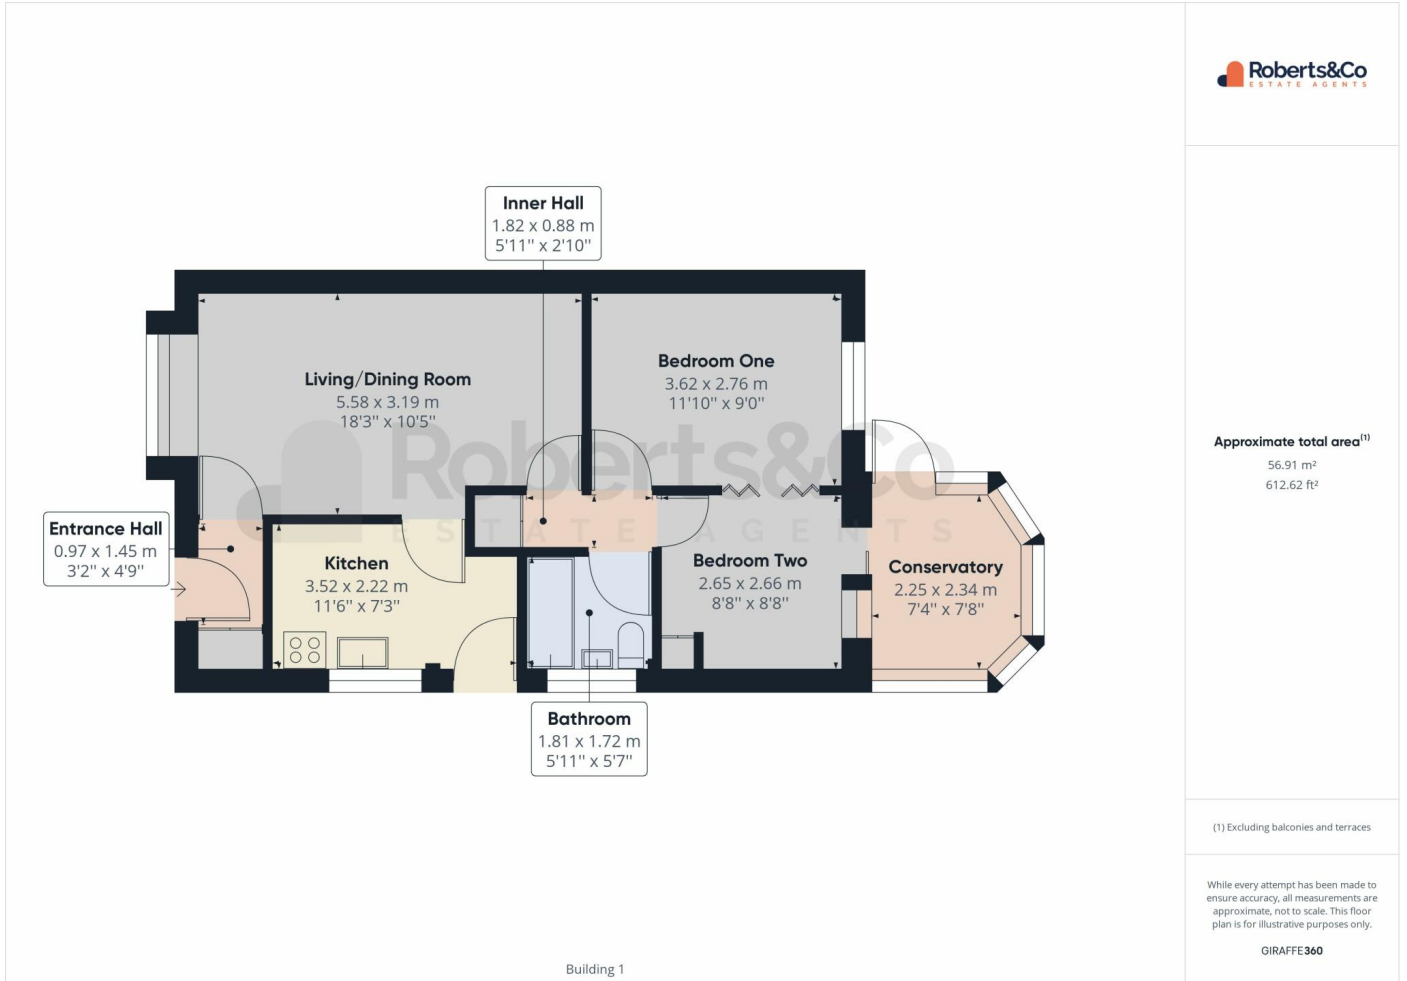 Roberts&Co
ESTATE AGENTS
Inner Hall
1.82 x 0.88 m
5'11" x 2'10"
Living/Dining Room
5.58 x 3.19 m
18'3" x 10'5"
Bedroom One
3.62 x 2.76 m
11'10" x 9'0"
Roberts&Co
ESTATE AGENTS
Entrance Hall
0.97 x 1.45 m
3'2" x 4'9"
Kitchen
3.52 x 2.22 m
11'6" x 7'3"
Bedroom Two
2.65 x 2.66 m
8'8" x 8'8"
Conservatory
2.25 x 2.34 m
7'4" x 7'8"
Bathroom
1.81 x 1.72 m
5'11" x 5'7"
Building 1
Approximate total area(1)
56.91 m²
612.62 ft²
(1) Excluding balconies and terraces
While every attempt has been made to
ensure accuracy, all measurements are
approximate, not to scale. This floor
plan is for illustrative purposes only.
GIRAFFE360